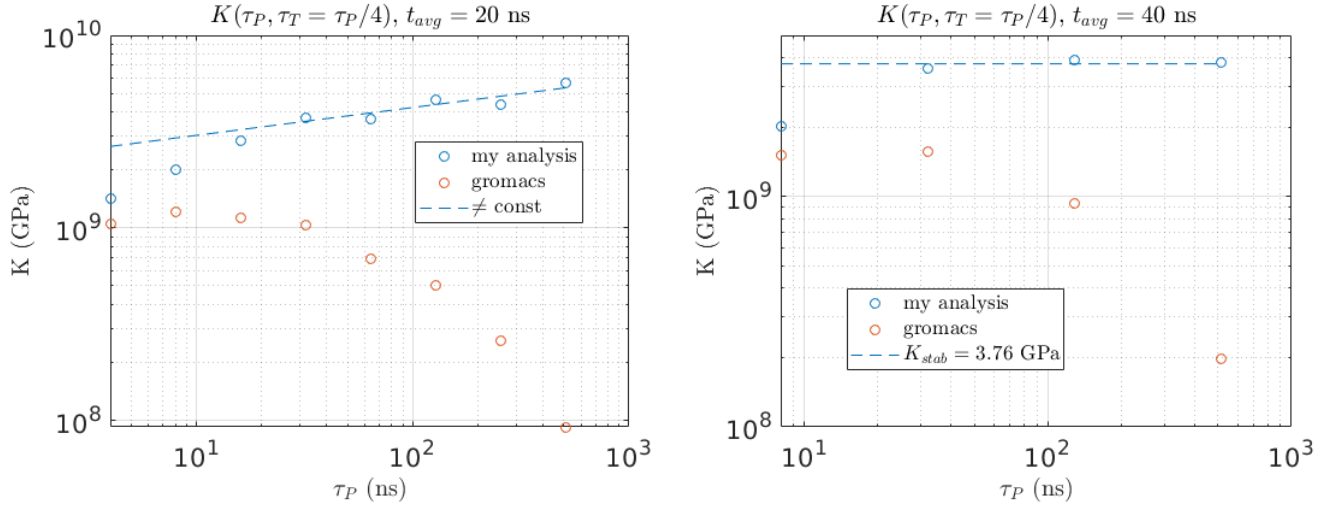 K(τ_P, τ_T = τ_P/4), t_avg = 20 ns
10^10
10^9
10^8
K (GPa)
my analysis
gromacs
≠ const
10^1
10^2
10^3
τ_P (ns)
K(τ_P, τ_T = τ_P/4), t_avg = 40 ns
10^9
10^8
K (GPa)
my analysis
gromacs
K_stab = 3.76 GPa
10^1
10^2
10^3
τ_P (ns)